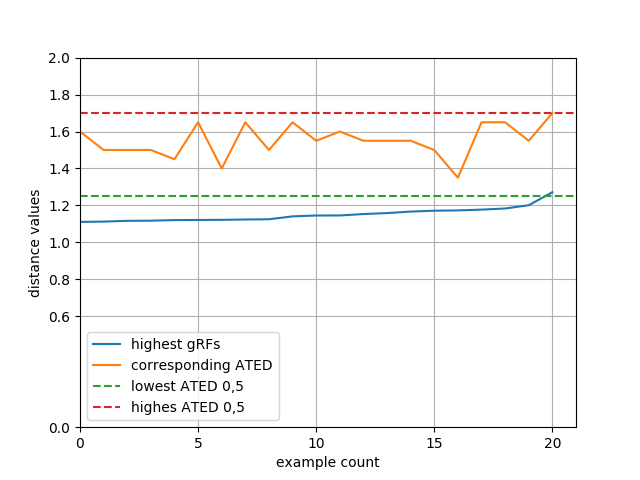 2.0
1.8
1.6
1.4
1.2
1.0
0.8
0.6
0.0
distance values
highest gRFs
corresponding ATED
lowest ATED 0,5
highes ATED 0,5
0 5 10 15 20
example count